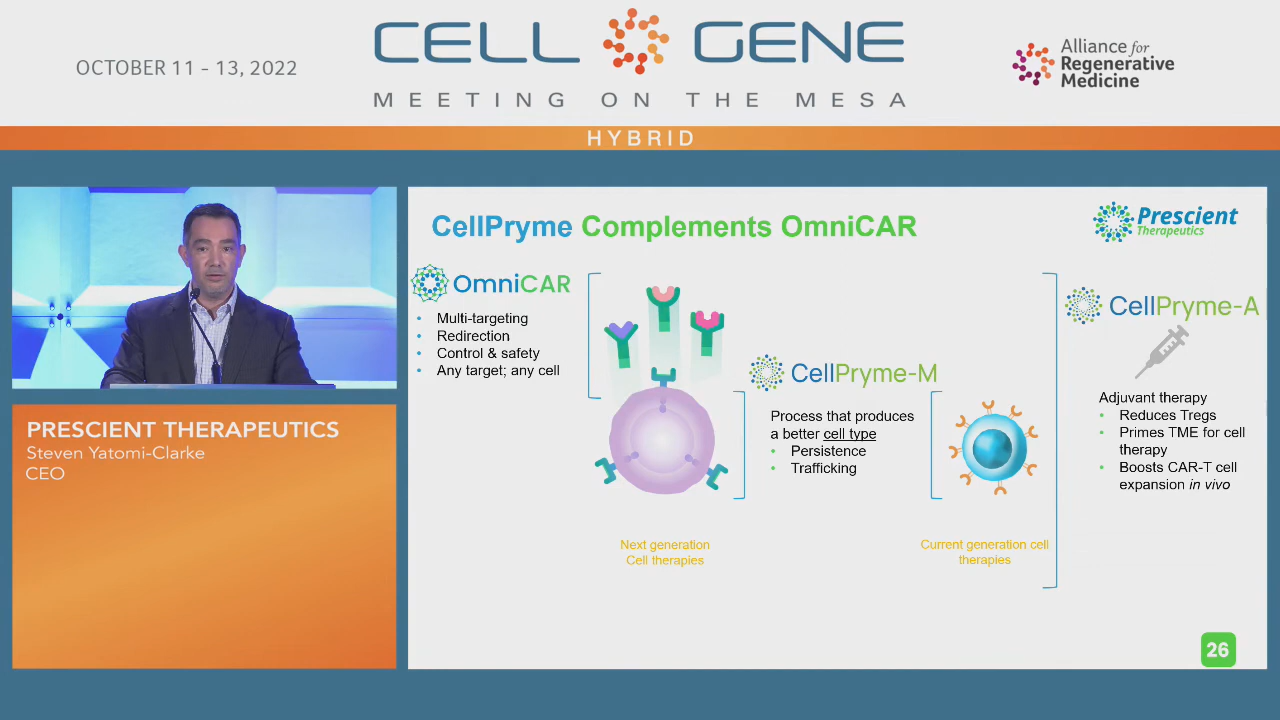 OCTOBER 11 - 13, 2022
CELL GENE
MEETING ON THE MESA
Alliance for
Regenerative
Medicine
HYBRID
PRESCIENT THERAPEUTICS
Steven Yatomi-Clarke
CEO
CellPryme Complements OmniCAR
Prescient
Therapeutics
OmniCAR
• Multi-targeting
• Redirection
• Control & safety
• Any target; any cell
Next generation
Cell therapies
CellPryme-M
Process that produces
a better cell type
• Persistence
• Trafficking
Current generation cell
therapies
CellPryme-A
Adjuvant therapy
• Reduces Tregs
• Primes TME for cell
therapy
• Boosts CAR-T cell
expansion in vivo
26